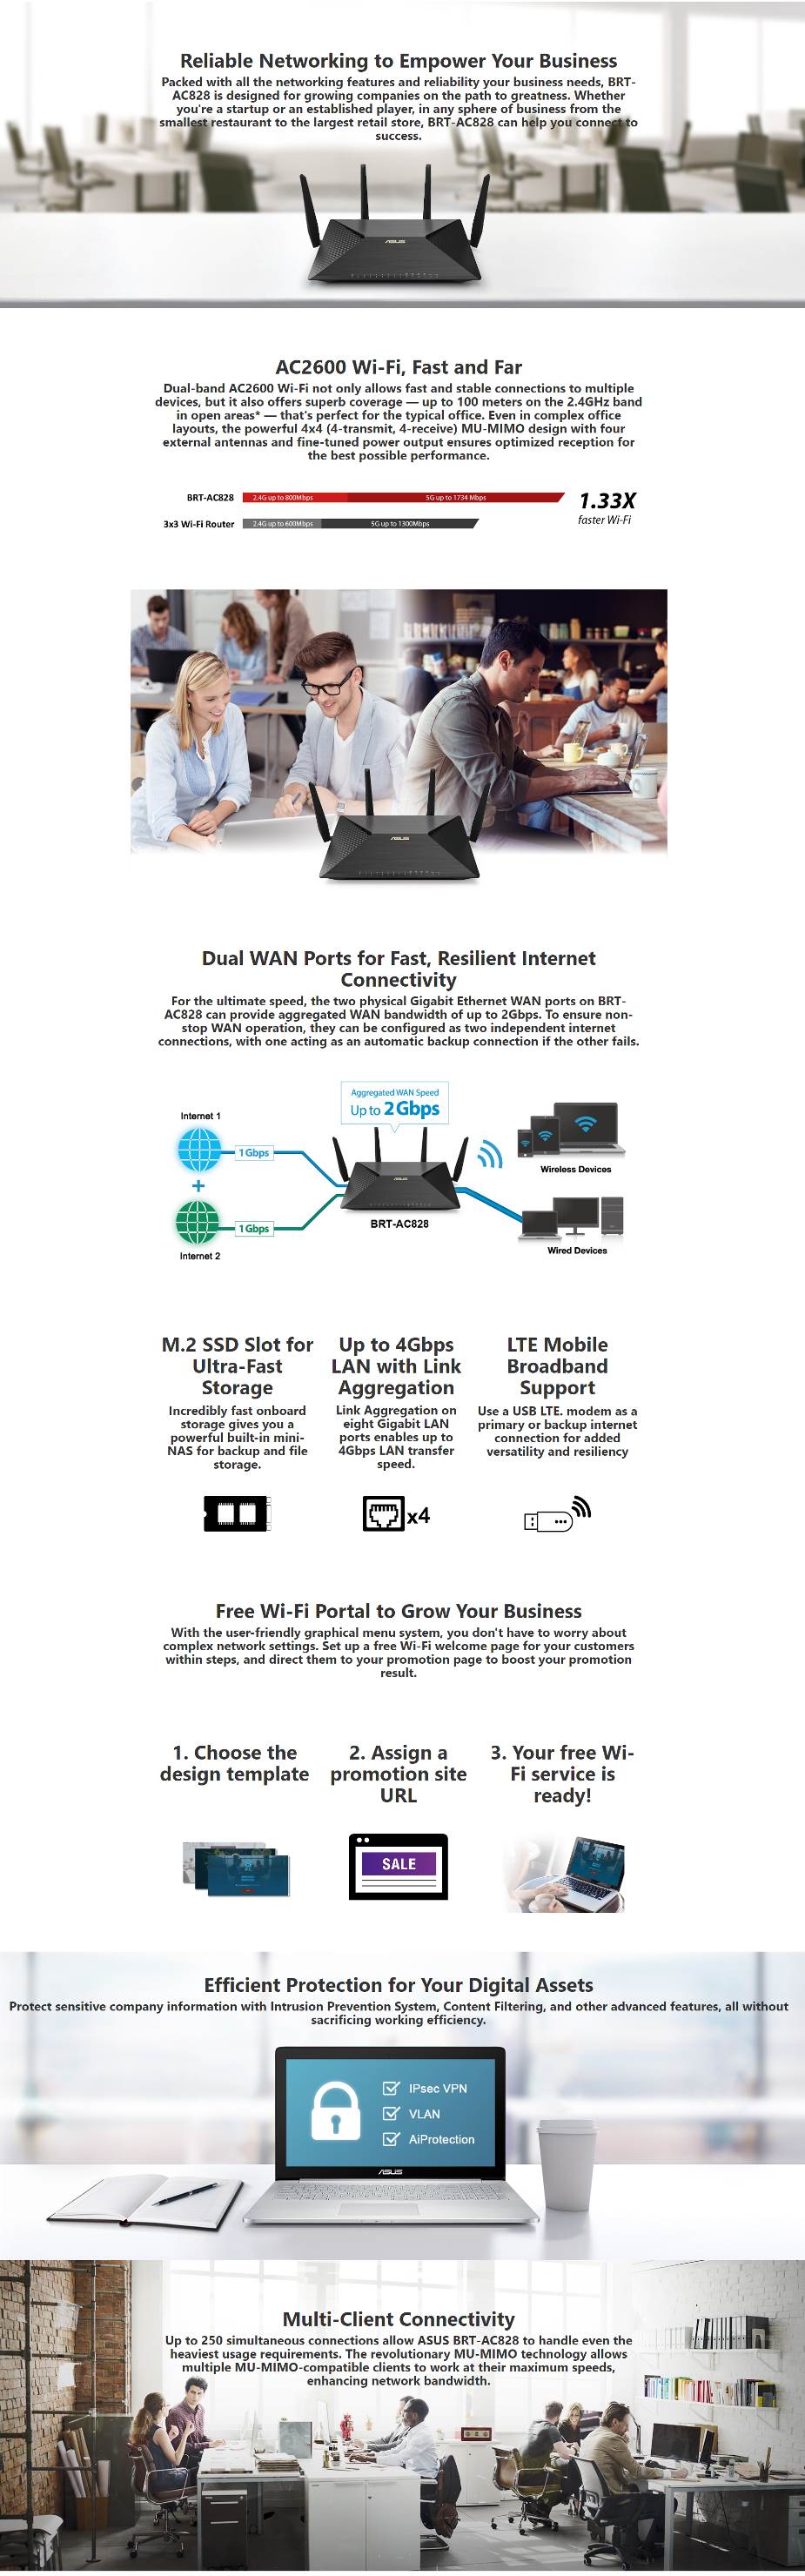 Reliable Networking to Empower Your Business
Packed with all the networking features and reliability your business needs, BRT-
AC828 is designed for growing companies on the path to greatness. Whether
you're a startup or an established player, in any sphere of business from the
smallest restaurant to the largest retail store, BRT-AC828 can help you connect to
success.
ASUS
AC2600 Wi-Fi, Fast and Far
Dual-band AC2600 Wi-Fi not only allows fast and stable connections to multiple
devices, but it also offers superb coverage — up to 100 meters on the 2.4GHz band
in open areas* — that's perfect for the typical office. Even in complex office
layouts, the powerful 4x4 (4-transmit, 4-receive) MU-MIMO design with four
external antennas and fine-tuned power output ensures optimized reception for
the best possible performance.
BRT-AC828 2.4G up to 800Mbps 5G up to 1734 Mbps 1.33X
faster Wi-Fi
3x3 Wi-Fi Router 2.4G up to 600Mbps 5G up to 1300Mbps
ASUS
Dual WAN Ports for Fast, Resilient Internet
Connectivity
For the ultimate speed, the two physical Gigabit Ethernet WAN ports on BRT-
AC828 can provide aggregated WAN bandwidth of up to 2Gbps. To ensure non-
stop WAN operation, they can be configured as two independent internet
connections, with one acting as an automatic backup connection if the other fails.
Aggregated WAN Speed
Up to 2 Gbps
Internet 1
1 Gbps
+
1 Gbps
Internet 2
ASUS
BRT-AC828
Wireless Devices
Wired Devices
M.2 SSD Slot for
Ultra-Fast
Storage
Incredibly fast onboard
storage gives you a
powerful built-in mini-
NAS for backup and file
storage.
Up to 4Gbps
LAN with Link
Aggregation
Link Aggregation on
eight Gigabit LAN
ports enables up to
4Gbps LAN transfer
speed.
x4
LTE Mobile
Broadband
Support
Use a USB LTE. modem as a
primary or backup internet
connection for added
versatility and resiliency
Free Wi-Fi Portal to Grow Your Business
With the user-friendly graphical menu system, you don't have to worry about
complex network settings. Set up a free Wi-Fi welcome page for your customers
within steps, and direct them to your promotion page to boost your promotion
result.
1. Choose the
design template
2. Assign a
promotion site
URL
SALE
3. Your free Wi-
Fi service is
ready!
Efficient Protection for Your Digital Assets
Protect sensitive company information with Intrusion Prevention System, Content Filtering, and other advanced features, all without
sacrificing working efficiency.
IPsec VPN
VLAN
AiProtection
ASUS
Multi-Client Connectivity
Up to 250 simultaneous connections allow ASUS BRT-AC828 to handle even the
heaviest usage requirements. The revolutionary MU-MIMO technology allows
multiple MU-MIMO-compatible clients to work at their maximum speeds,
enhancing network bandwidth.